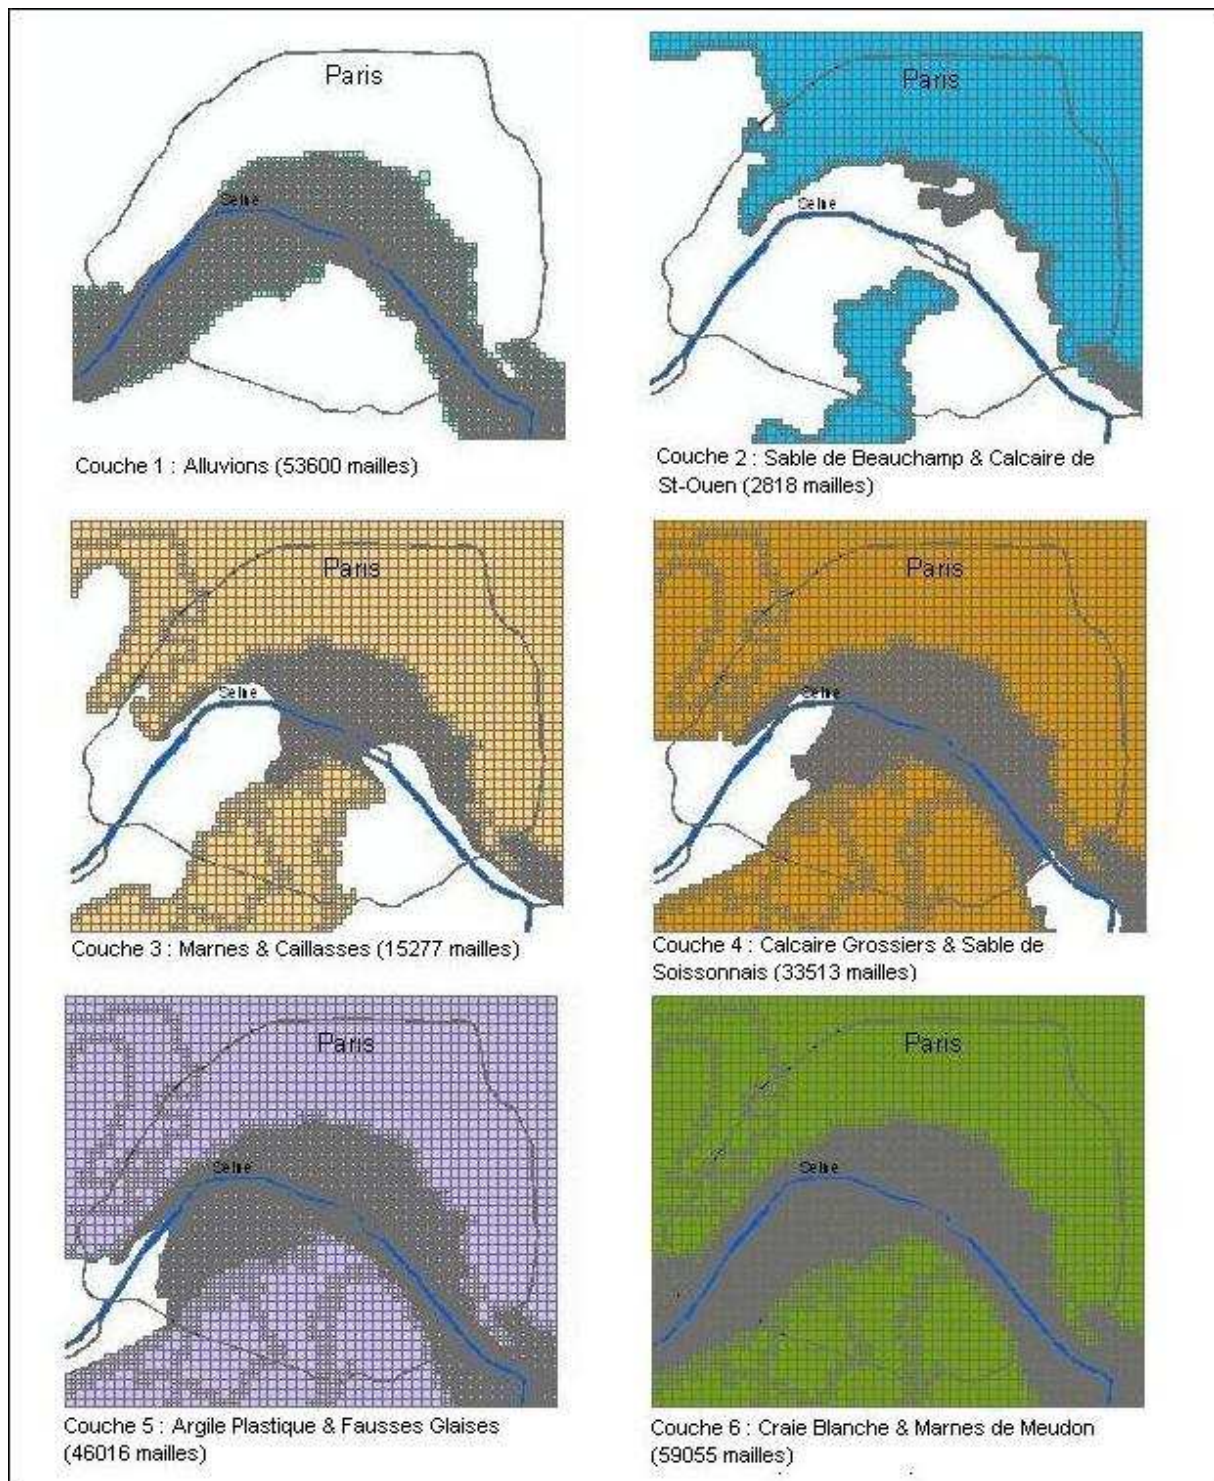 Paris
Seine
Couche 1 : Alluvions (53600 mailles)
Paris
Seine
Couche 2 : Sable de Beauchamp & Calcaire de
St-Ouen (2818 mailles)
Paris
Seine
Couche 3 : Marnes & Caillasses (15277 mailles)
Paris
Seine
Couche 4 : Calcaire Grossiers & Sable de
Soissonnais (33513 mailles)
Paris
Seine
Couche 5 : Argile Plastique & Fausses Glaises
(46016 mailles)
Paris
Seine
Couche 6 : Craie Blanche & Marnes de Meudon
(59055 mailles)